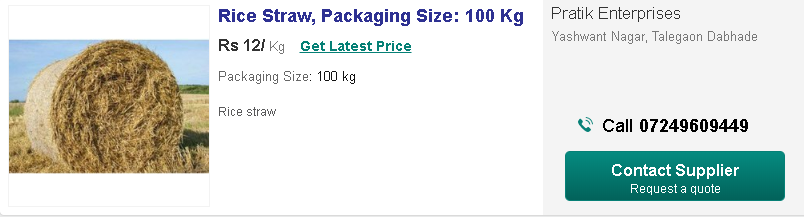 Rice Straw, Packaging Size: 100 Kg
Rs 12/ Kg Get Latest Price
Packaging Size: 100 kg
Rice straw
Pratik Enterprises
Yashwant Nagar, Talegaon Dabhade
Call 07249609449
Contact Supplier
Request a quote